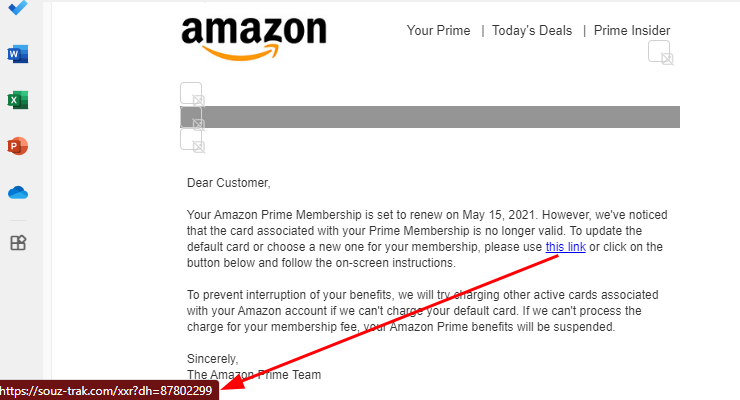 amazon
Your Prime | Today's Deals | Prime Insider
Dear Customer,
Your Amazon Prime Membership is set to renew on May 15, 2021. However, we've noticed
that the card associated with your Prime Membership is no longer valid. To update the
default card or choose a new one for your membership, please use this link or click on the
button below and follow the on-screen instructions.
To prevent interruption of your benefits, we will try charging other active cards associated
with your Amazon account if we can't charge your default card. If we can't process the
charge for your membership fee, your Amazon Prime benefits will be suspended.
Sincerely,
The Amazon Prime Team
https://souz-trak.com/xxr?dh=87802299
W
X
P